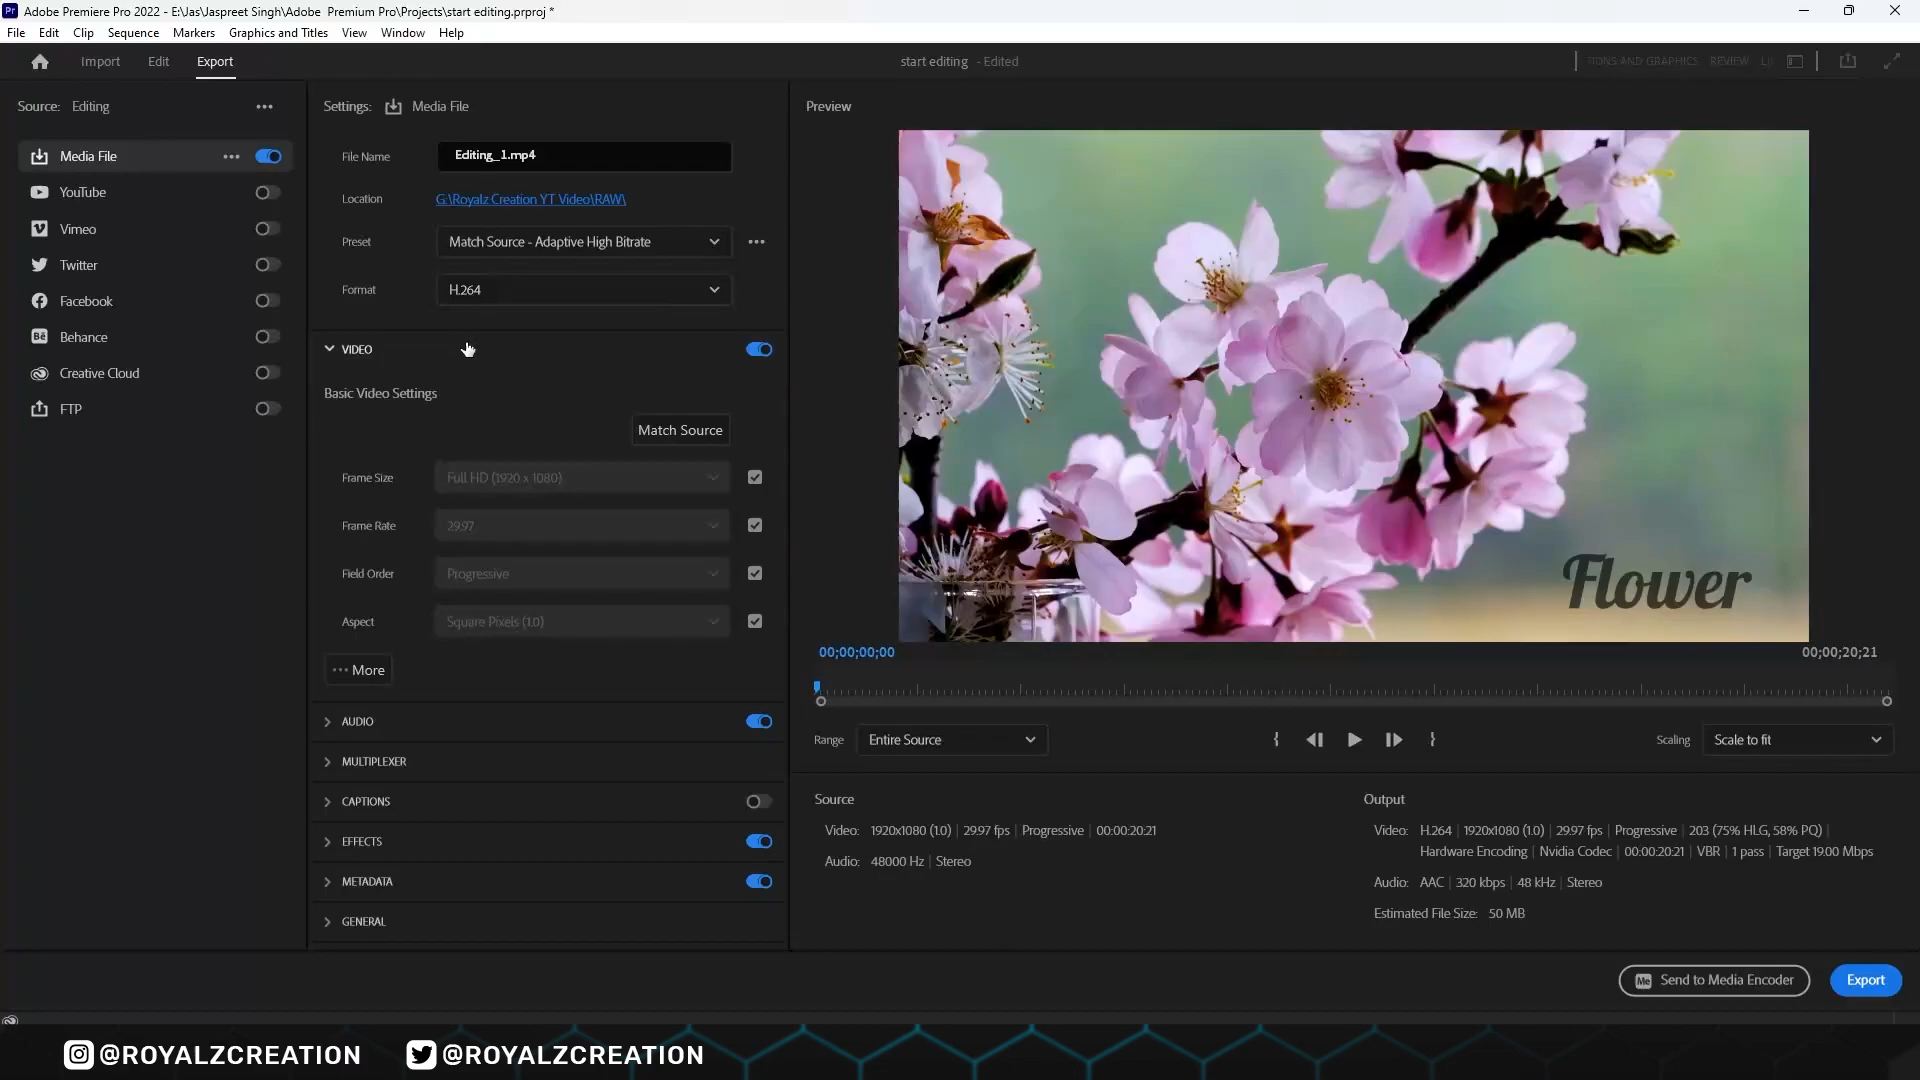 Pr Adobe Premiere Pro 2022 - E:\Jas\Jaspreet Singh\Adobe Premium Pro\Projects\start editing.prproj *
File Edit Clip Sequence Markers Graphics and Titles View Window Help
Import Edit Export
start editing - Edited
TIONS AND GRAPHICS REVIEW LI
Source: Editing
Media File
YouTube
Vimeo
Twitter
Facebook
Behance
Creative Cloud
FTP
Settings: Media File
File Name Editing_1.mp4
Location G:\Royalz Creation YT Video\RAW\
Preset Match Source - Adaptive High Bitrate
Format H.264
VIDEO
Basic Video Settings
Match Source
Frame Size Full HD (1920 x 1080)
Frame Rate 29.97
Field Order Progressive
Aspect Square Pixels (1.0)
More
AUDIO
MULTIPLEXER
CAPTIONS
EFFECTS
METADATA
GENERAL
Preview
Flower
00;00;00;00 00;00;20;21
Range Entire Source
Scaling Scale to fit
Source
Video: 1920x1080 (1.0) | 29.97 fps | Progressive | 00:00:20:21
Audio: 48000 Hz | Stereo
Output
Video: H.264 | 1920x1080 (1.0) | 29.97 fps | Progressive | 203 (75% HLG, 58% PQ) |
Hardware Encoding | Nvidia Codec | 00:00:20:21 | VBR | 1 pass | Target 19.00 Mbps
Audio: AAC | 320 kbps | 48 kHz | Stereo
Estimated File Size: 50 MB
Me Send to Media Encoder
Export
@ROYALZCREATION @ROYALZCREATION